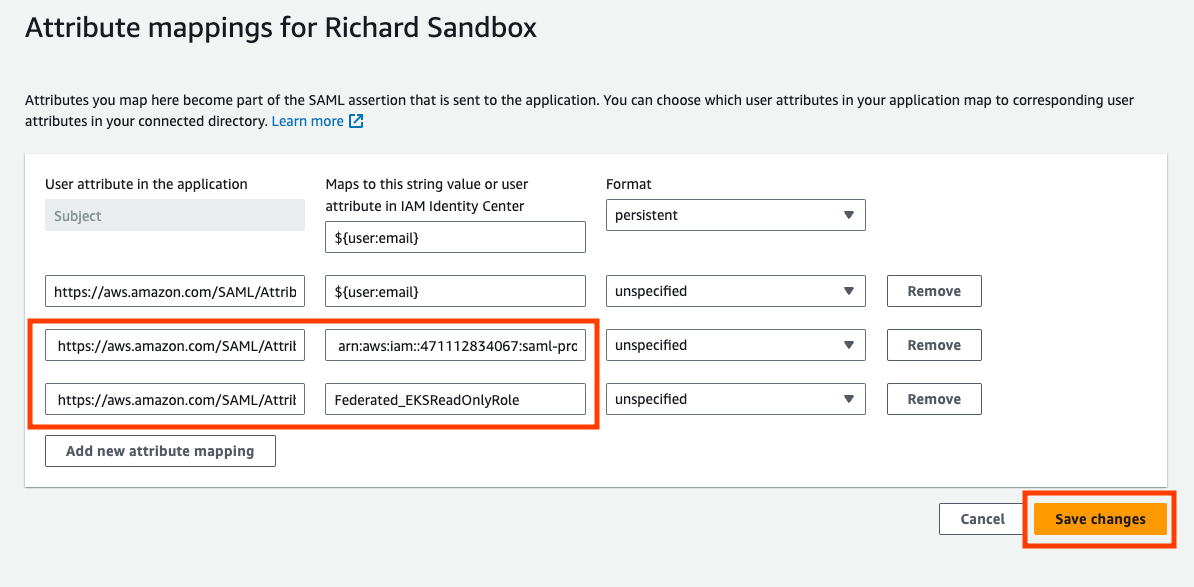 Attribute mappings for Richard Sandbox
Attributes you map here become part of the SAML assertion that is sent to the application. You can choose which user attributes in your application map to corresponding user
attributes in your connected directory. Learn more
User attribute in the application
Maps to this string value or user
attribute in IAM Identity Center
Format
Subject
${user:email}
persistent
https://aws.amazon.com/SAML/Attrib
${user:email}
unspecified
Remove
https://aws.amazon.com/SAML/Attrib
arn:aws:iam::471112834067:saml-pro
unspecified
Remove
https://aws.amazon.com/SAML/Attrib
Federated_EKSReadOnlyRole
unspecified
Remove
Add new attribute mapping
Cancel
Save changes